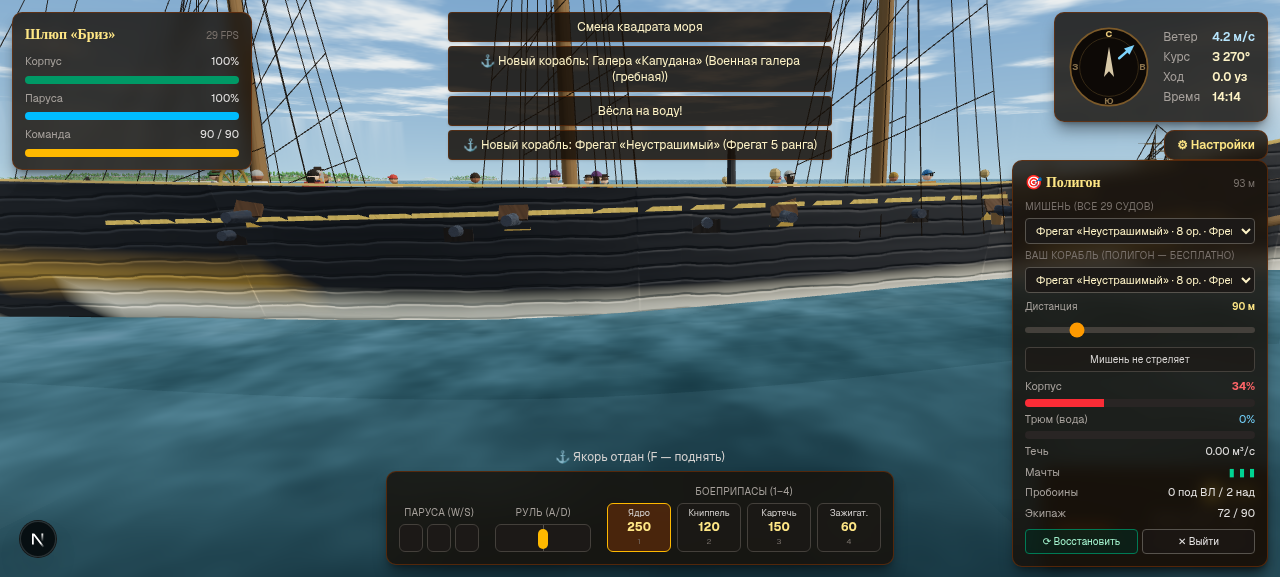 Шлюп «Бриз»
29 FPS
Корпус
100%
Паруса
100%
Команда
90 / 90
Смена квадрата моря
⚓ Новый корабль: Галера «Капудана» (Военная галера
(гребная))
Вёсла на воду!
⚓ Новый корабль: Фрегат «Неустрашимый» (Фрегат 5 ранга)
С
В
Ю
З
Ветер 4.2 м/с
Курс З 270°
Ход 0.0 уз
Время 14:14
⚙ Настройки
🎯 Полигон
93 м
МИШЕНЬ (ВСЕ 29 СУДОВ)
Фрегат «Неустрашимый» · 8 ор. · Фре
ВАШ КОРАБЛЬ (ПОЛИГОН — БЕСПЛАТНО)
Фрегат «Неустрашимый» · 8 ор. · Фре
Дистанция
90 м
Мишень не стреляет
Корпус
34%
Трюм (вода)
0%
Течь
0.00 м³/с
Мачты
Пробоины
0 под ВЛ / 2 над
Экипаж
72 / 90
⟳ Восстановить
✕ Выйти
⚓ Якорь отдан (F — поднять)
ПАРУСА (W/S)
РУЛЬ (A/D)
БОЕПРИПАСЫ (1–4)
Ядро
250
1
Книппель
120
2
Картечь
150
3
Зажигат.
60
4
N